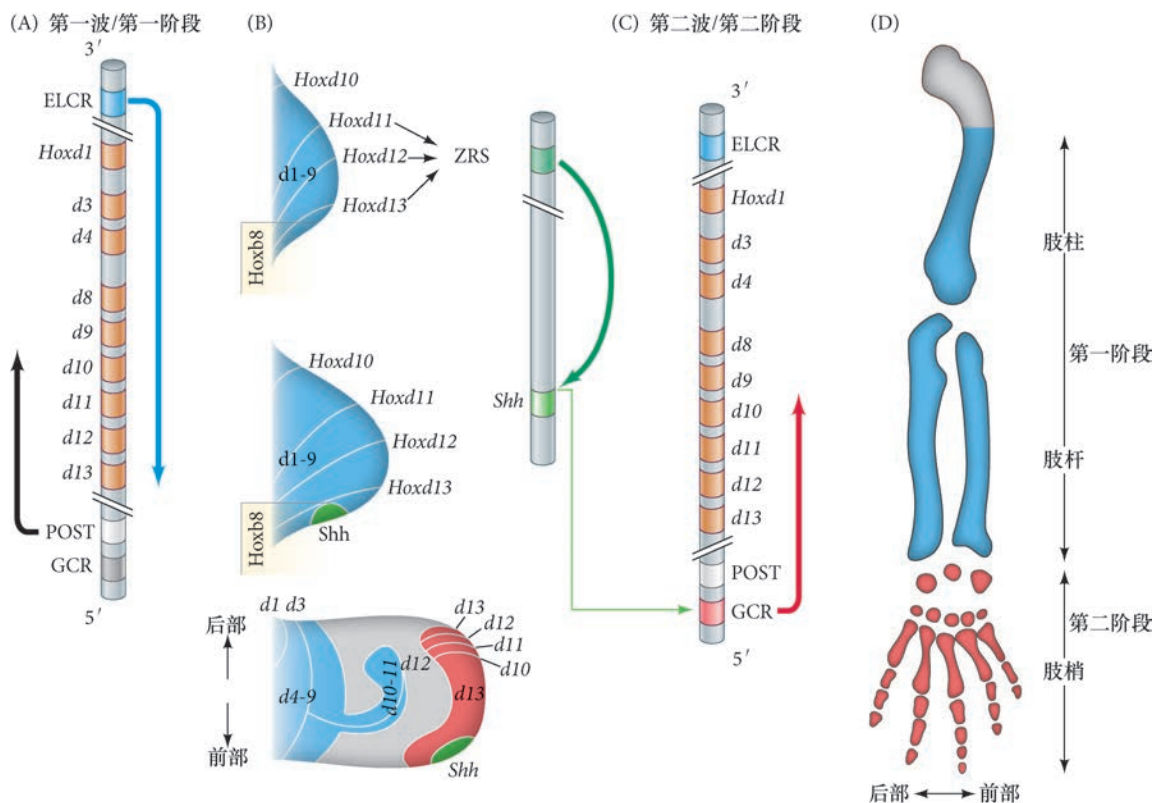 (A) 第一波/第一阶段
3′
ELCR
Hoxd1
d3
d4
d8
d9
d10
d11
d12
d13
POST
GCR
5′
(B)
Hoxd10
Hoxd11
Hoxd12
Hoxd13
d1-9
ZRS
Hoxb8
Hoxd10
Hoxd11
Hoxd12
Hoxd13
d1-9
Hoxb8
Shh
d1 d3
后部
前部
d4-9
d10-11
d12
d13
d13
d12
d11
d10
Shh
Shh
(C) 第二波/第二阶段
3′
ELCR
Hoxd1
d3
d4
d8
d9
d10
d11
d12
d13
POST
GCR
5′
(D)
肢柱
第一阶段
肢杆
第二阶段
肢梢
后部
前部